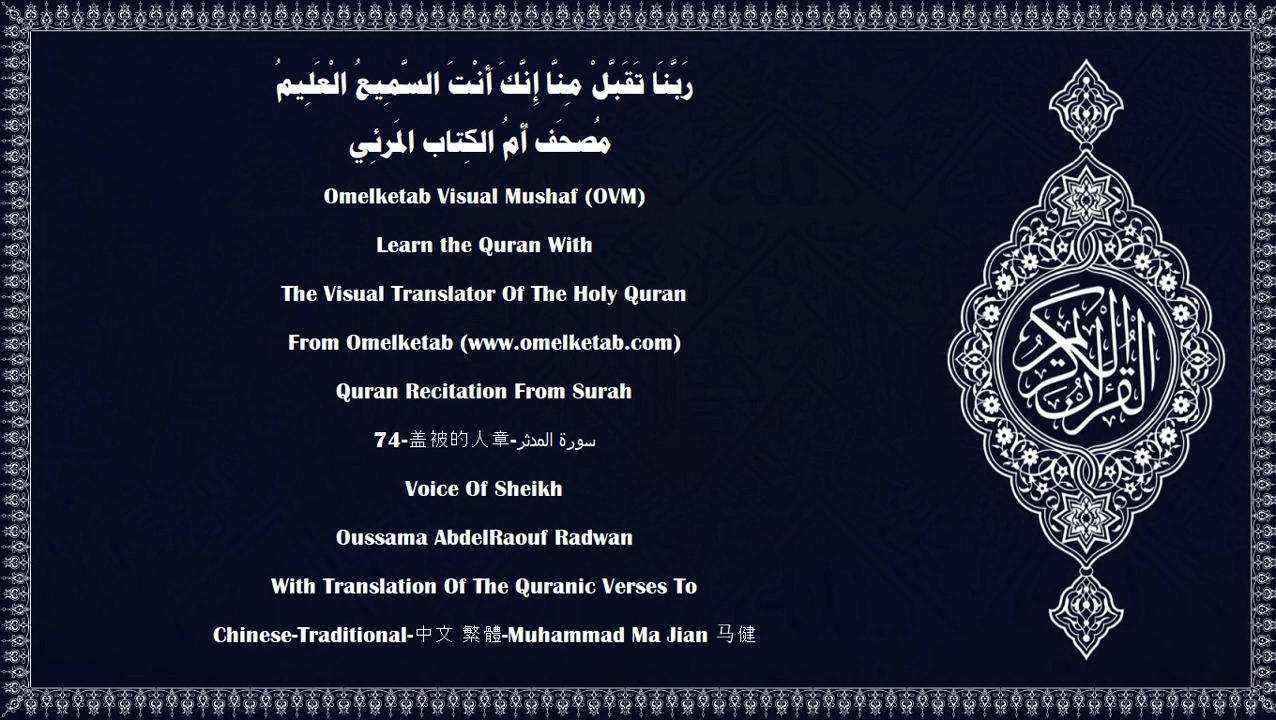 رَبَّنَا تَقَبَّلْ مِنَّا إِنَّكَ أَنْتَ السَّمِيعُ الْعَلِيمُ
مُصحَف أمُ الكِتاب المَرئِي
Omelketab Visual Mushaf (OVM)
Learn the Quran With
The Visual Translator Of The Holy Quran
From Omelketab (www.omelketab.com)
Quran Recitation From Surah
74-盖被的人章-سورة المدثر
Voice Of Sheikh
Oussama AbdelRaouf Radwan
With Translation Of The Quranic Verses To
Chinese-Traditional-中文 繁體-Muhammad Ma Jian 马健
القرآن الكريم